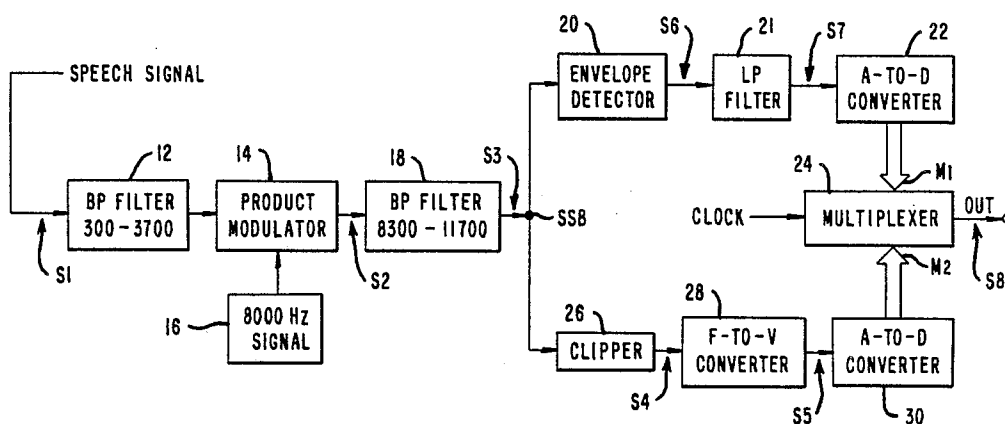 SPEECH SIGNAL
S1
12
BP FILTER
300-3700
14
PRODUCT
MODULATOR
16
8000 Hz
SIGNAL
S2
18
BP FILTER
8300-11700
S3
SSB
20
ENVELOPE
DETECTOR
S6
21
LP
FILTER
S7
22
A-TO-D
CONVERTER
M1
24
CLOCK
MULTIPLEXER
OUT
S8
M2
26
CLIPPER
S4
28
F-TO-V
CONVERTER
S5
A-TO-D
CONVERTER
30